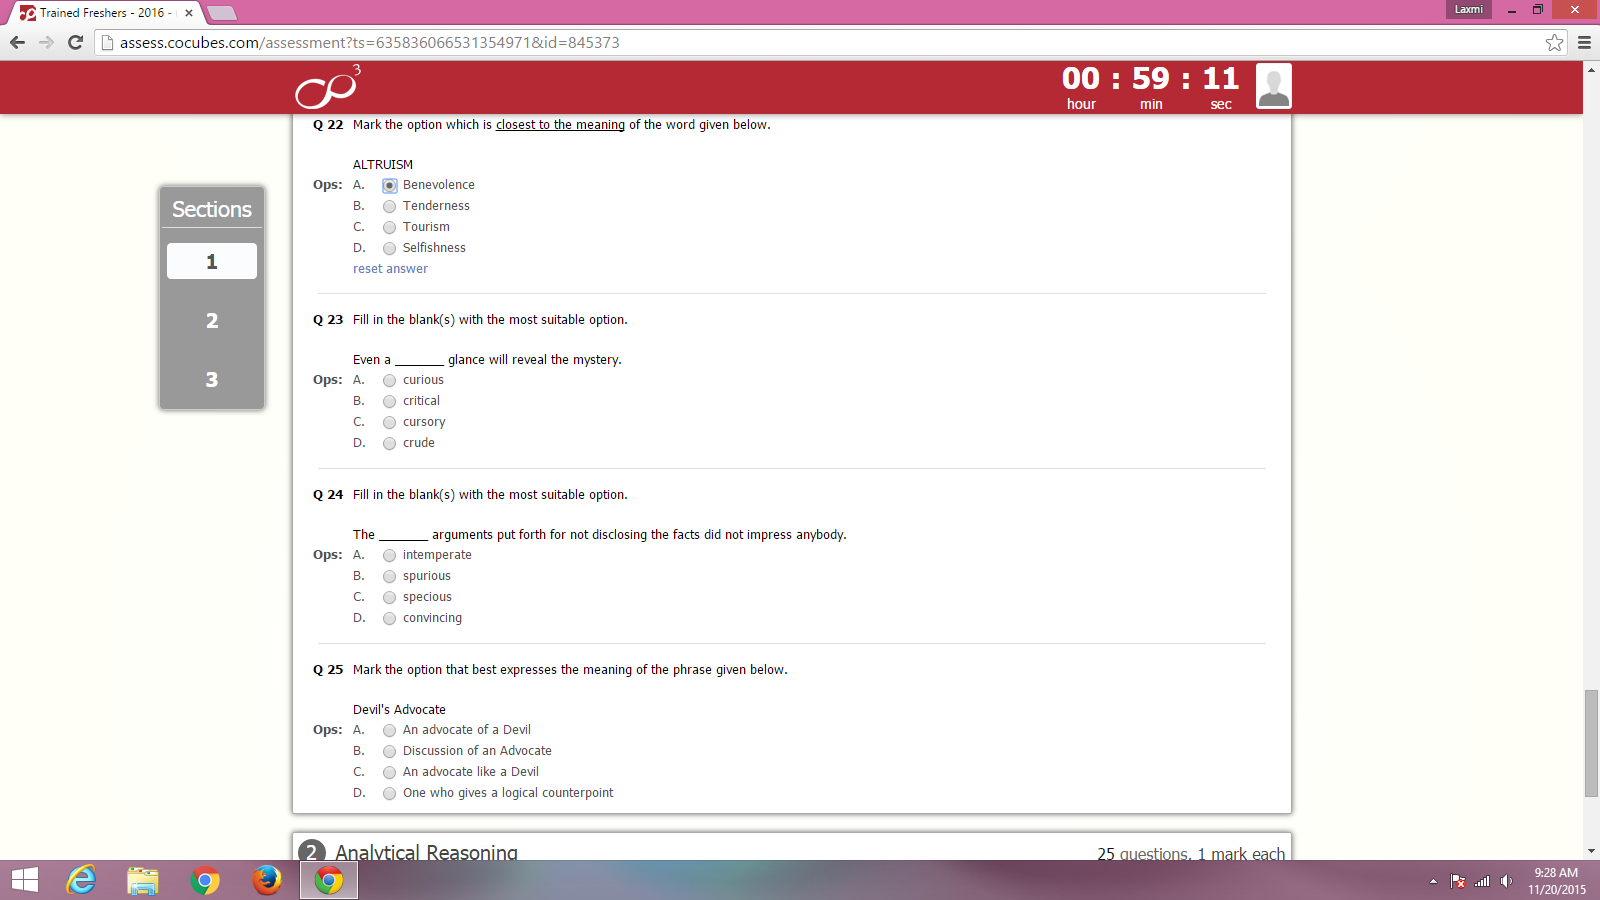 Trained Freshers - 2016 -
Laxmi
assess.cocubes.com/assessment?ts=635836066531354971&id=845373
3
00 : 59 : 11
hour min sec
Q 22 Mark the option which is closest to the meaning of the word given below.
ALTRUISM
Ops: A. Benevolence
B. Tenderness
C. Tourism
D. Selfishness
reset answer
Sections
1
2
3
Q 23 Fill in the blank(s) with the most suitable option.
Even a _______ glance will reveal the mystery.
Ops: A. curious
B. critical
C. cursory
D. crude
Q 24 Fill in the blank(s) with the most suitable option.
The _______ arguments put forth for not disclosing the facts did not impress anybody.
Ops: A. intemperate
B. spurious
C. specious
D. convincing
Q 25 Mark the option that best expresses the meaning of the phrase given below.
Devil's Advocate
Ops: A. An advocate of a Devil
B. Discussion of an Advocate
C. An advocate like a Devil
D. One who gives a logical counterpoint
2 Analytical Reasoning
25 questions, 1 mark each
9:28 AM
11/20/2015